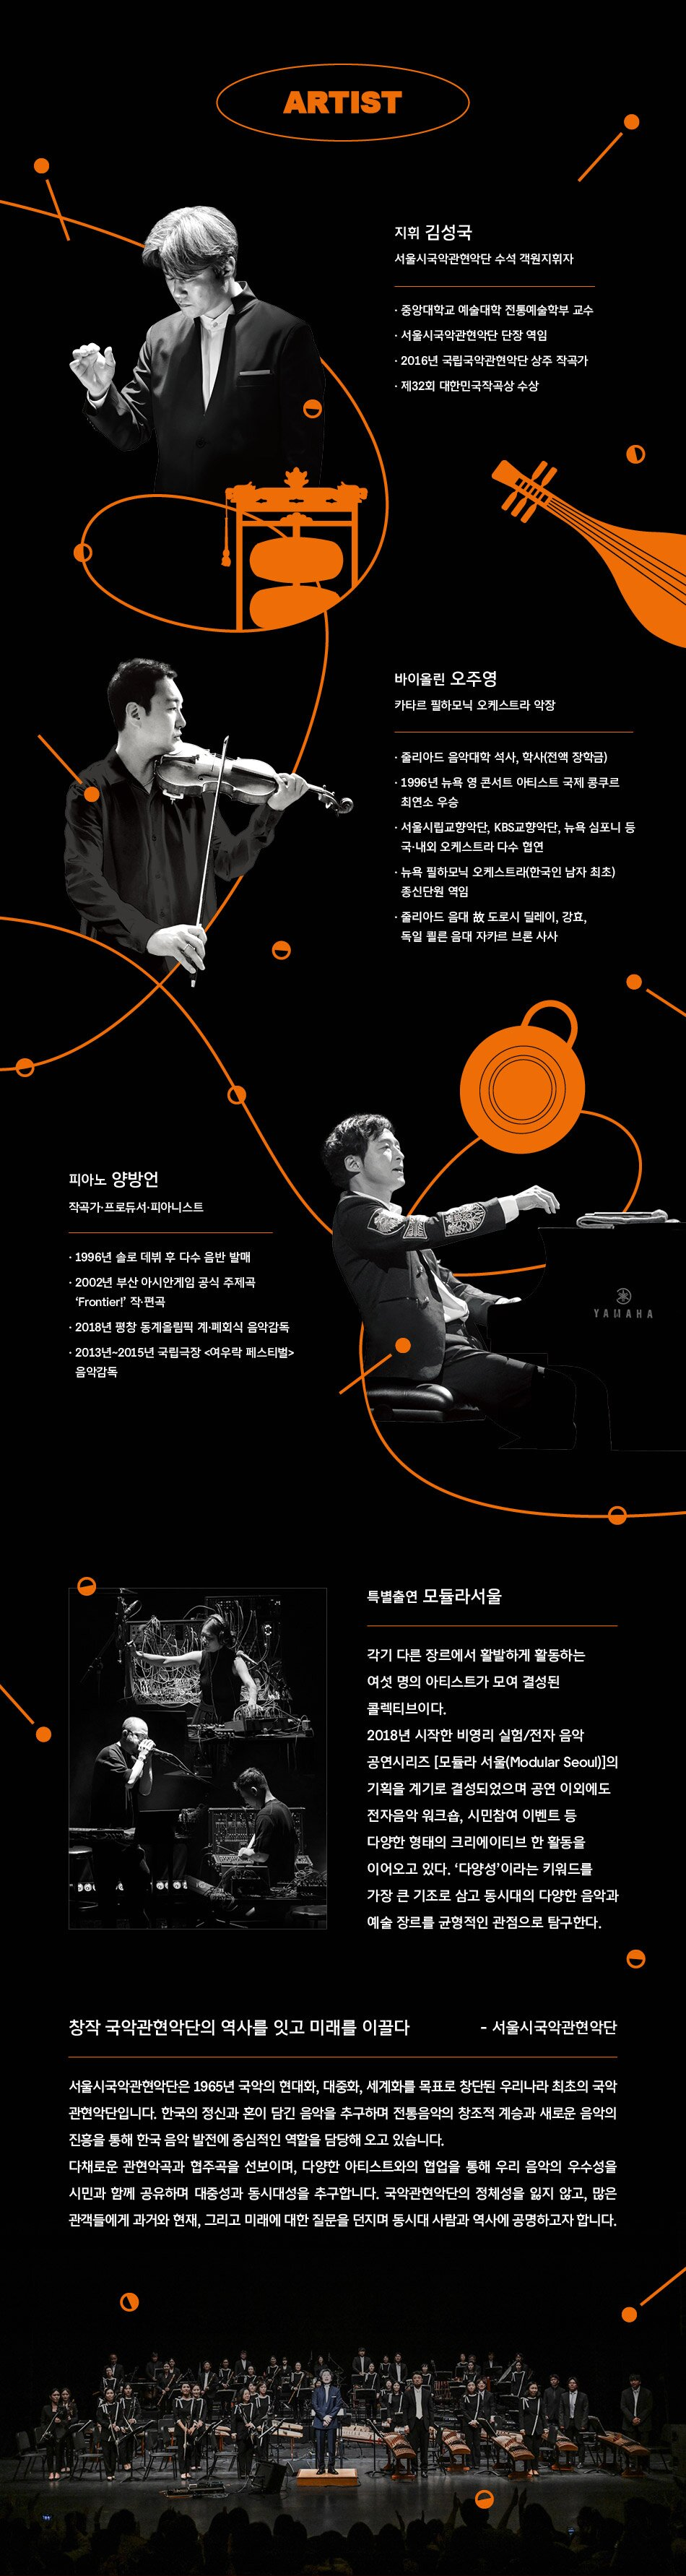 ARTIST
지휘 김성국
서울시국악관현악단 수석 객원지휘자
· 중앙대학교 예술대학 전통예술학부 교수
· 서울시국악관현악단 단장 역임
· 2016년 국립국악관현악단 상주 작곡가
· 제32회 대한민국작곡상 수상
바이올린 오주영
카타르 필하모닉 오케스트라 악장
· 줄리아드 음악대학 석사, 학사(전액 장학금)
· 1996년 뉴욕 영 콘서트 아티스트 국제 콩쿠르
최연소 우승
· 서울시립교향악단, KBS교향악단, 뉴욕 심포니 등
국·내외 오케스트라 다수 협연
· 뉴욕 필하모닉 오케스트라(한국인 남자 최초)
종신단원 역임
· 줄리아드 음대 故 도로시 딜레이, 강효,
독일 쾰른 음대 자카르 브론 사사
피아노 양방언
작곡가·프로듀서·피아니스트
· 1996년 솔로 데뷔 후 다수 음반 발매
· 2002년 부산 아시안게임 공식 주제곡
‘Frontier!’ 작·편곡
· 2018년 평창 동계올림픽 개·폐회식 음악감독
· 2013년~2015년 국립극장 <여우락 페스티벌>
음악감독
YAMAHA
특별출연 모듈라서울
각기 다른 장르에서 활발하게 활동하는
여섯 명의 아티스트가 모여 결성된
콜렉티브이다.
2018년 시작한 비영리 실험/전자 음악
공연시리즈 [모듈라 서울(Modular Seoul)]의
기획을 계기로 결성되었으며 공연 이외에도
전자음악 워크숍, 시민참여 이벤트 등
다양한 형태의 크리에이티브 한 활동을
이어오고 있다. ‘다양성’이라는 키워드를
가장 큰 기조로 삼고 동시대의 다양한 음악과
예술 장르를 균형적인 관점으로 탐구한다.
창작 국악관현악단의 역사를 잇고 미래를 이끌다 - 서울시국악관현악단
서울시국악관현악단은 1965년 국악의 현대화, 대중화, 세계화를 목표로 창단된 우리나라 최초의 국악
관현악단입니다. 한국의 정신과 혼이 담긴 음악을 추구하며 전통음악의 창조적 계승과 새로운 음악의
진흥을 통해 한국 음악 발전에 중심적인 역할을 담당해 오고 있습니다.
다채로운 관현악곡과 협주곡을 선보이며, 다양한 아티스트와의 협업을 통해 우리 음악의 우수성을
시민과 함께 공유하며 대중성과 동시대성을 추구합니다. 국악관현악단의 정체성을 잃지 않고, 많은
관객들에게 과거와 현재, 그리고 미래에 대한 질문을 던지며 동시대 사람과 역사에 공명하고자 합니다.